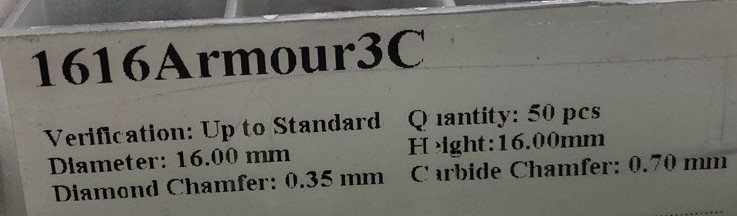 1616Armour3C
Verification: Up to Standard Quantity: 50 pcs
Diameter: 16.00 mm Height:16.00mm
Diamond Chamfer: 0.35 mm Carbide Chamfer: 0.70 mm